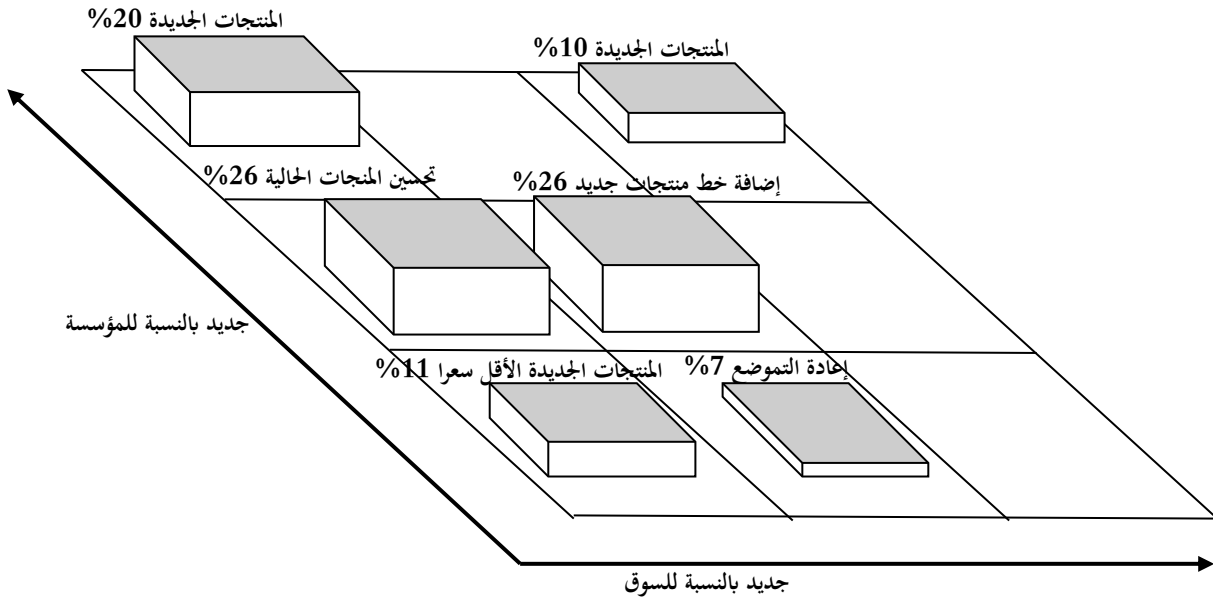 المنتجات الجديدة 20%
المنتجات الجديدة 10%
تحسين المنجات الحالية 26%
إضافة خط منتجات جديد 26%
جديد بالنسبة للمؤسسة
المنتجات الجديدة الأقل سعرا 11%
إعادة التموضع 7%
جديد بالنسبة للسوق